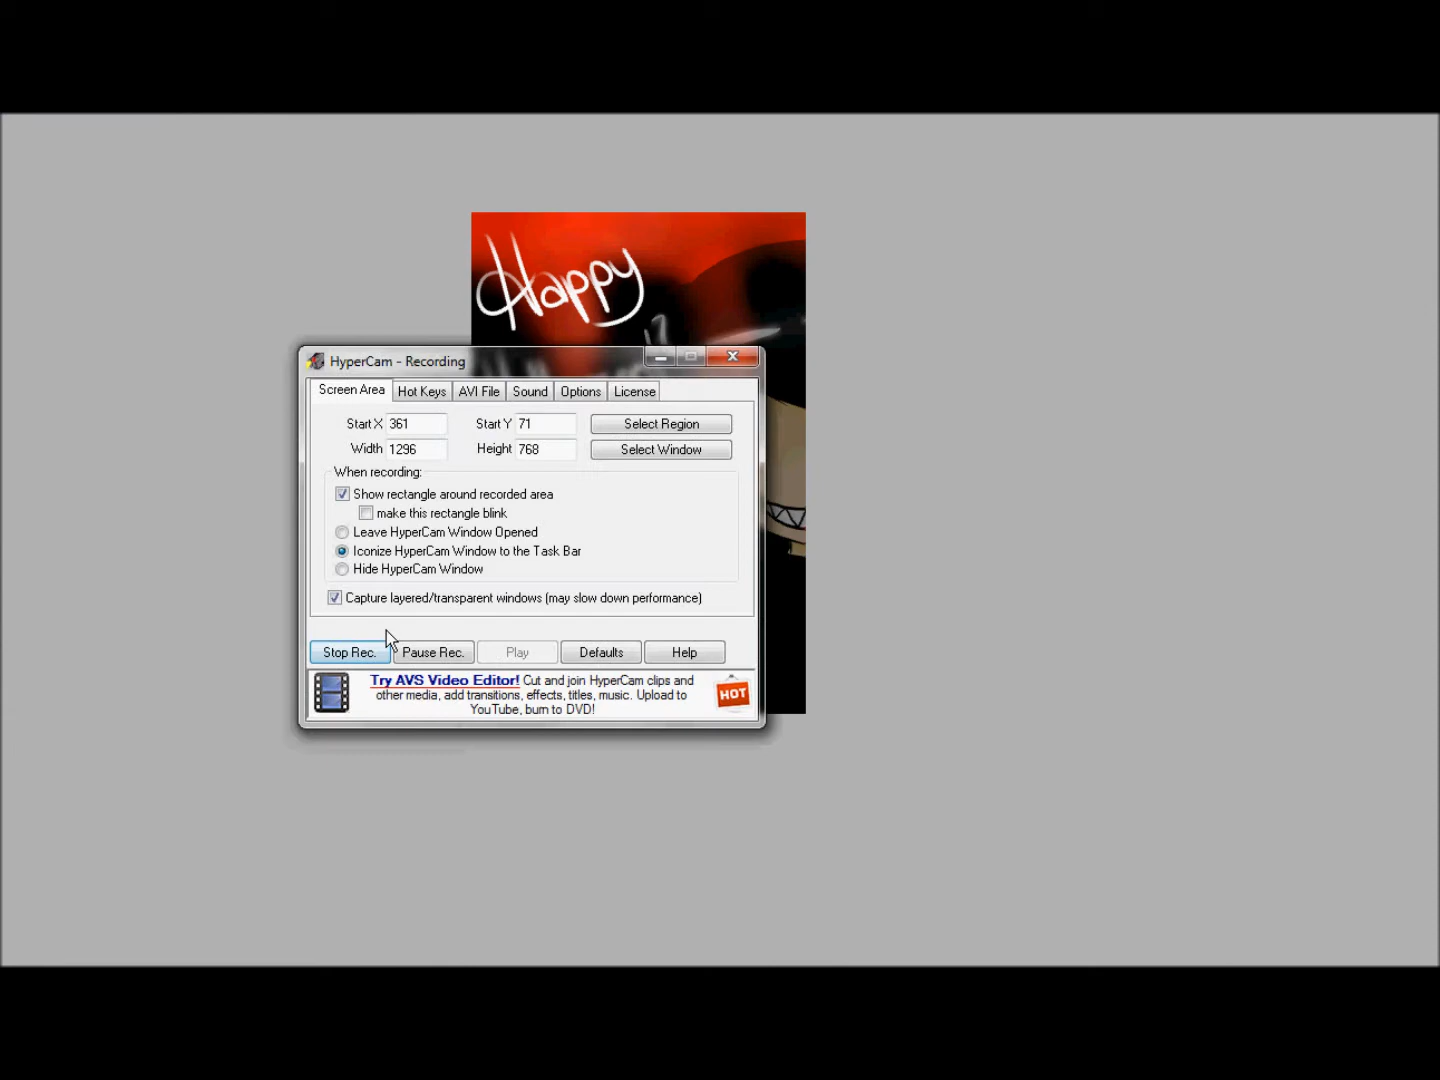 Happy
HyperCam - Recording
Screen Area Hot Keys AVI File Sound Options License
Start X 361 Start Y 71 Select Region
Width 1296 Height 768 Select Window
When recording:
Show rectangle around recorded area
make this rectangle blink
Leave HyperCam Window Opened
Iconize HyperCam Window to the Task Bar
Hide HyperCam Window
Capture layered/transparent windows (may slow down performance)
Stop Rec. Pause Rec. Play Defaults Help
Try AVS Video Editor! Cut and join HyperCam clips and
other media, add transitions, effects, titles, music. Upload to
YouTube, burn to DVD!
HOT